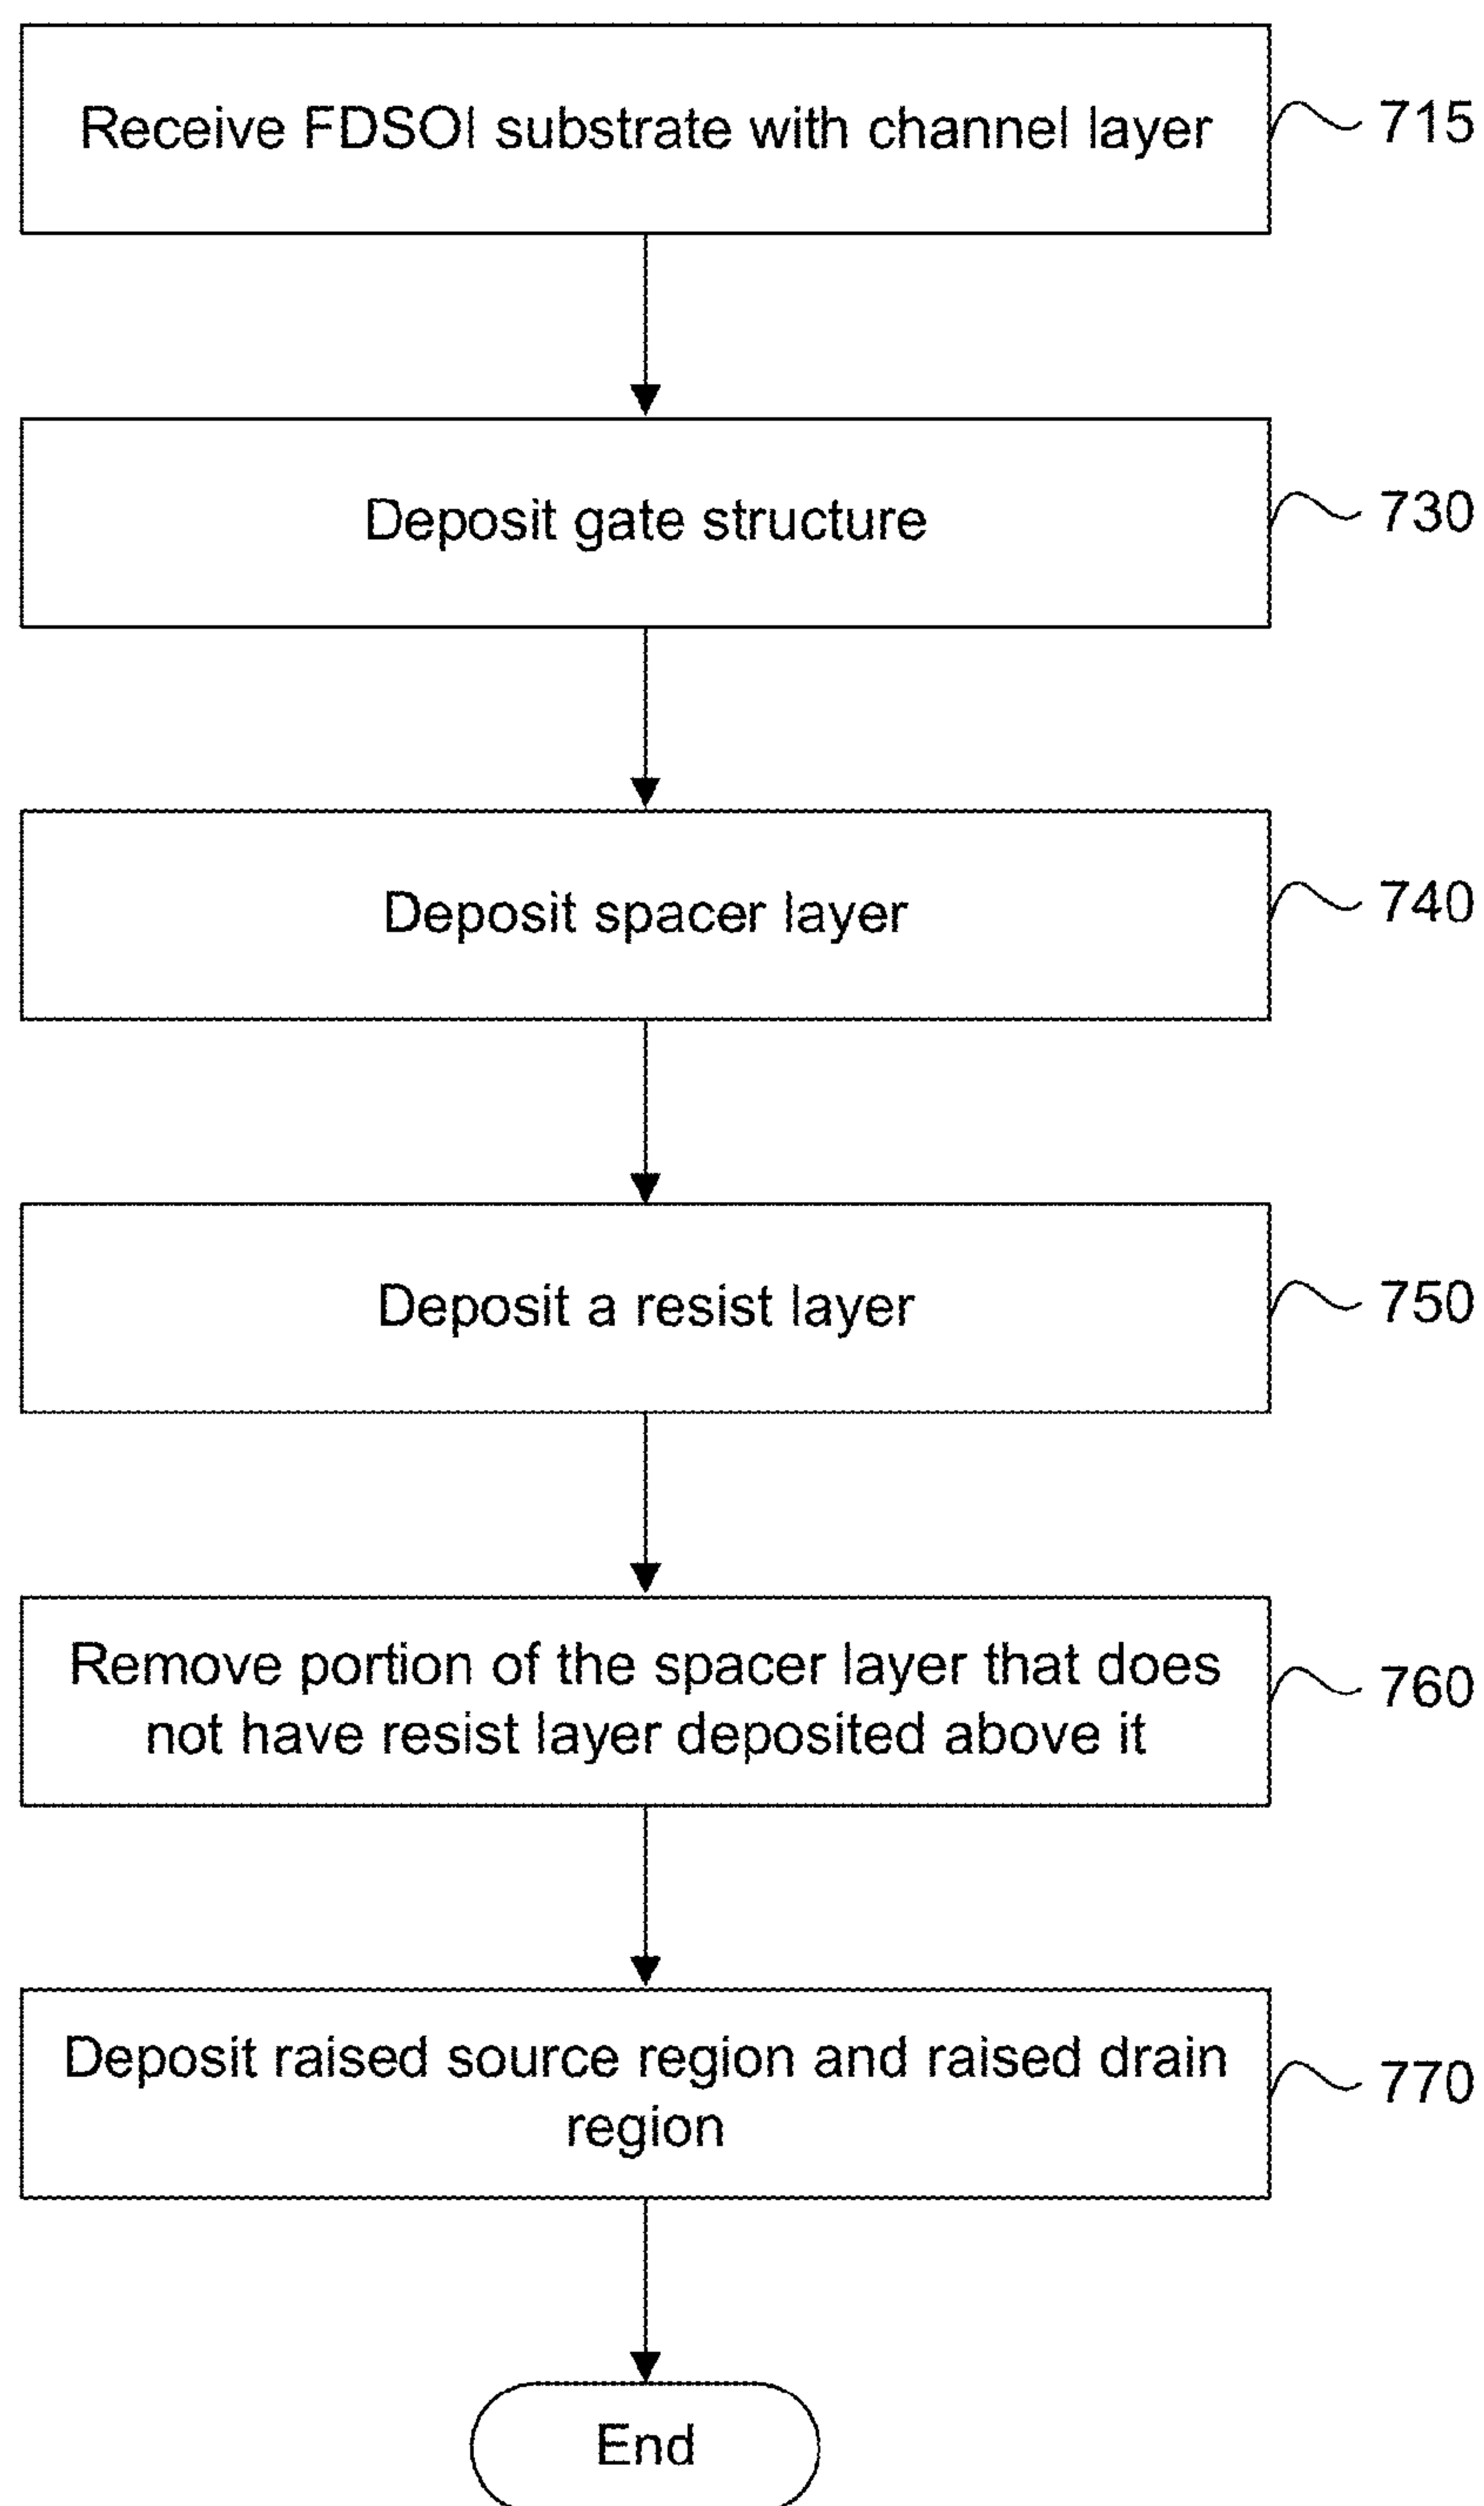 Receive FDSOI substrate with channel layer
715
Deposit gate structure
730
Deposit spacer layer
740
Deposit a resist layer
750
Remove portion of the spacer layer that does
not have resist layer deposited above it
760
Deposit raised source region and raised drain
region
770
End